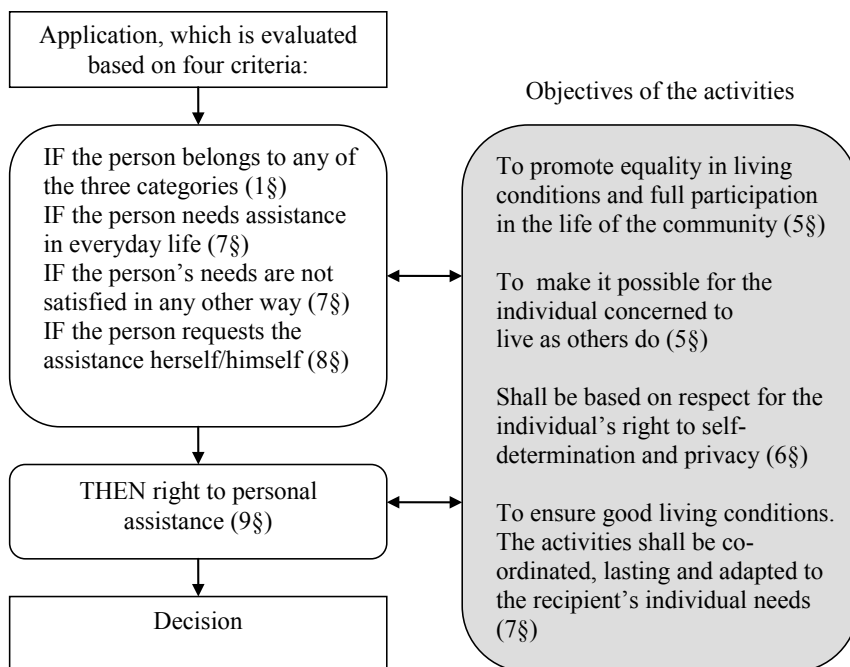 Application, which is evaluated
based on four criteria:
IF the person belongs to any of
the three categories (1§)
IF the person needs assistance
in everyday life (7§)
IF the person’s needs are not
satisfied in any other way (7§)
IF the person requests the
assistance herself/himself (8§)
THEN right to personal
assistance (9§)
Decision
Objectives of the activities
To promote equality in living
conditions and full participation
in the life of the community (5§)
To make it possible for the
individual concerned to
live as others do (5§)
Shall be based on respect for the
individual’s right to self-
determination and privacy (6§)
To ensure good living conditions.
The activities shall be co-
ordinated, lasting and adapted to
the recipient’s individual needs
(7§)